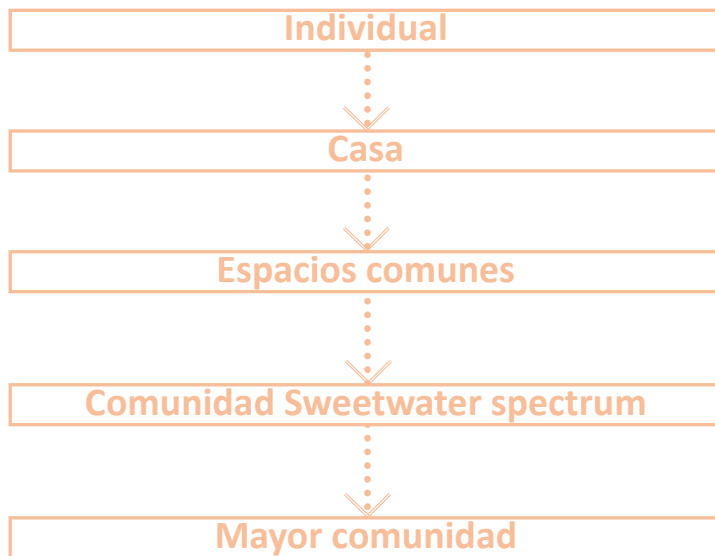 Individual
Casa
Espacios comunes
Comunidad Sweetwater spectrum
Mayor comunidad